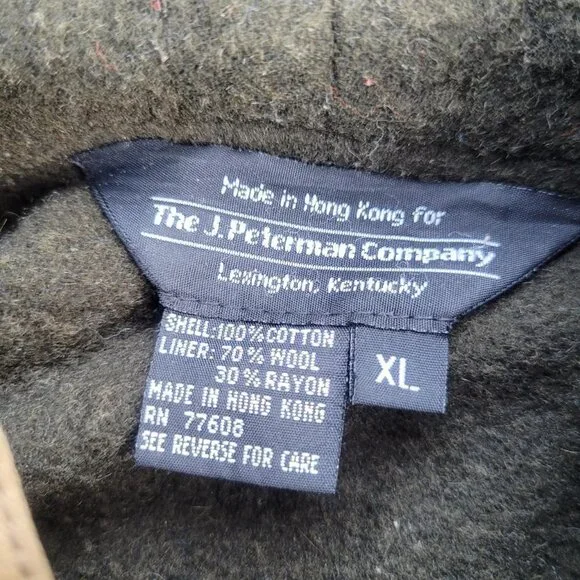 Made in Hong Kong for
The J. Peterman Company
Lexington, Kentucky
SHELL: 100% COTTON
LINER: 70% WOOL
30% RAYON
MADE IN HONG KONG
RN 77608
SEE REVERSE FOR CARE
XL